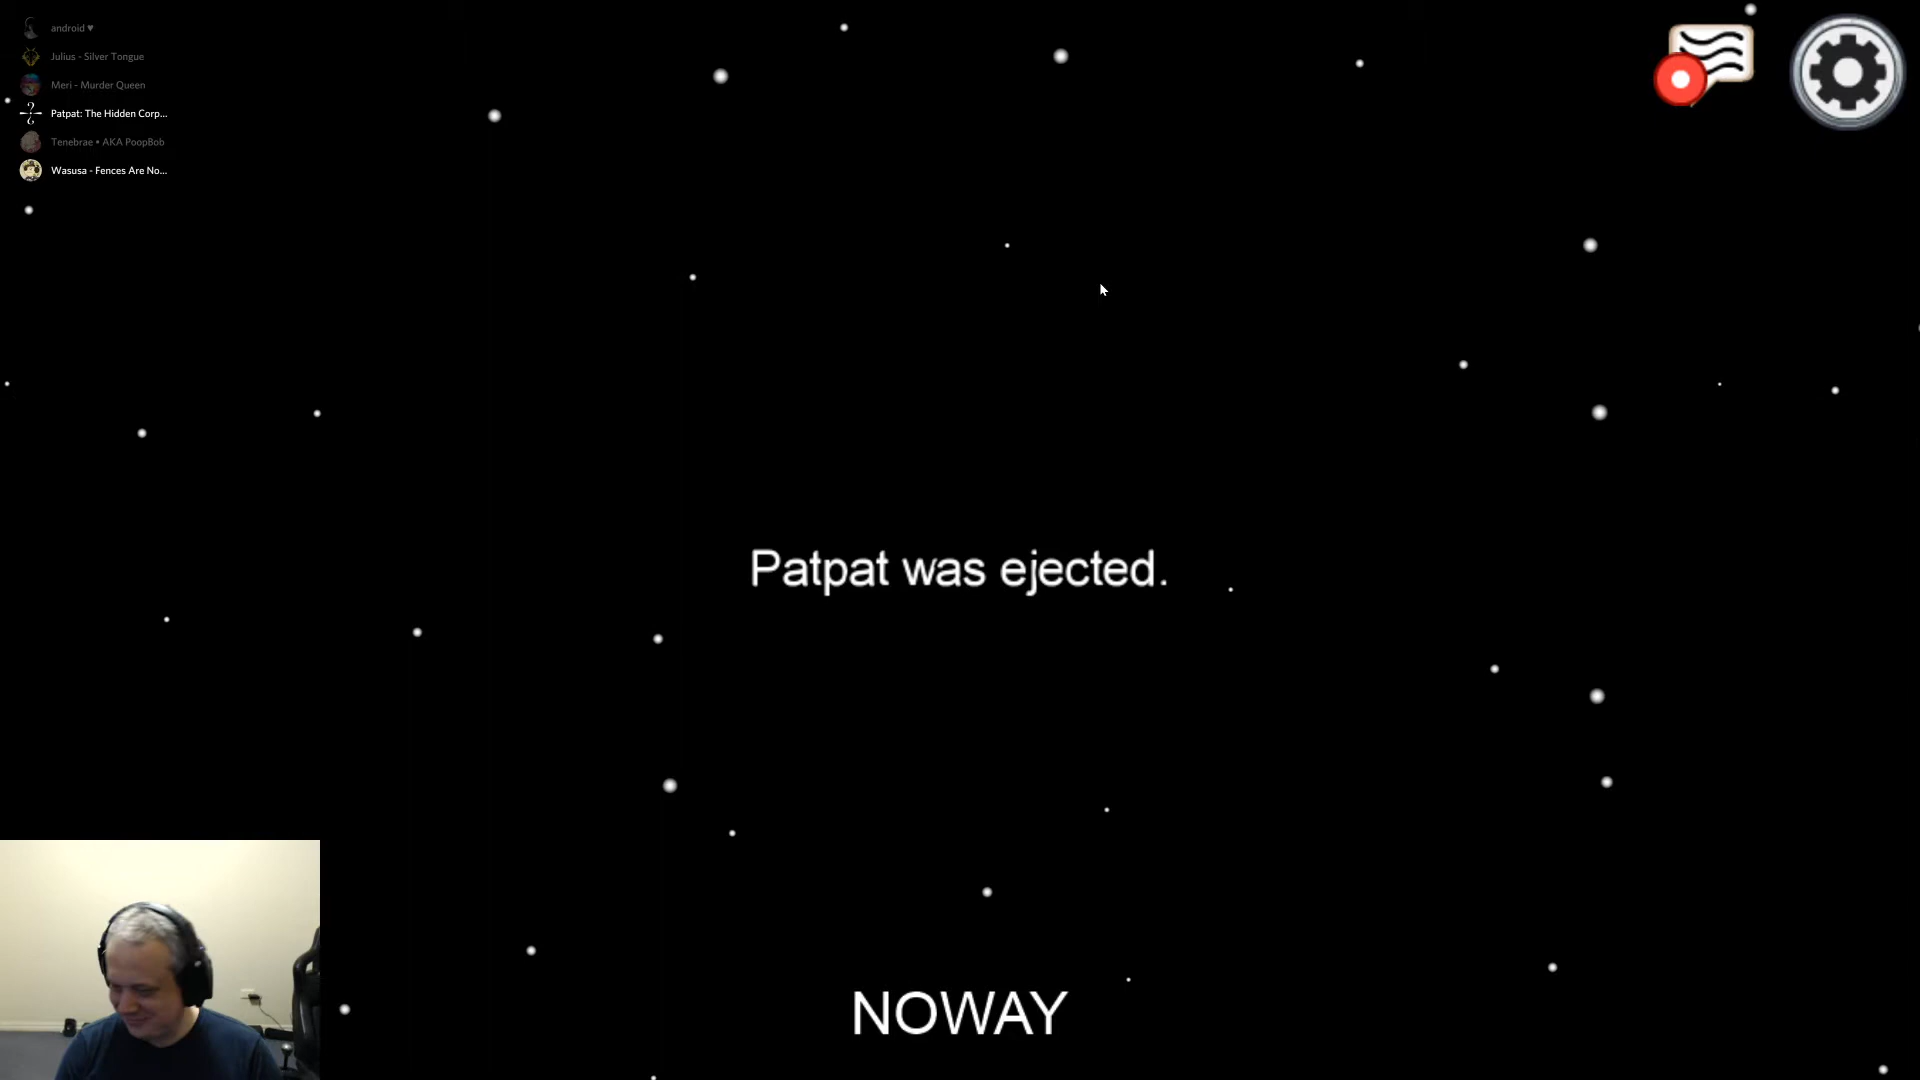 android ♥
Julius - Silver Tongue
Meri - Murder Queen
Patpat: The Hidden Corp...
Tenebrae • AKA PoopBob
Wasusa - Fences Are No...
Patpat was ejected.
NOWAY